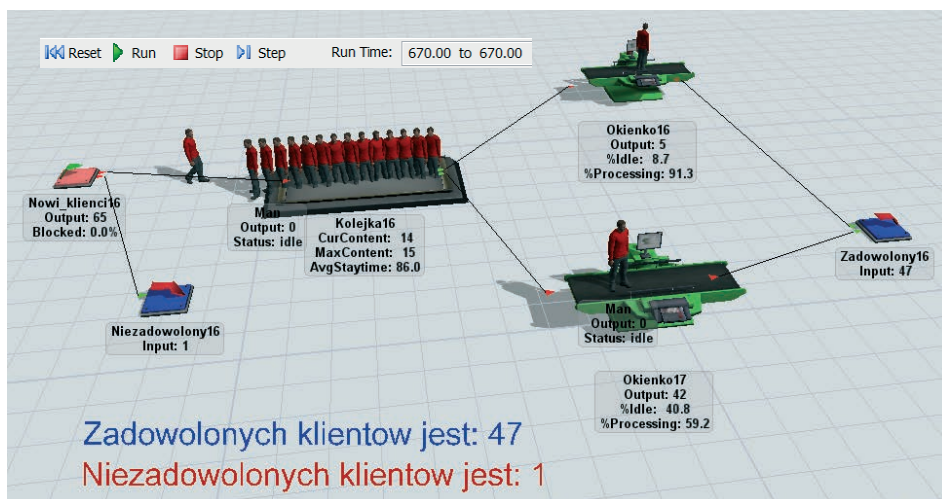 Reset Run Stop Step Run Time: 670.00 to 670.00
Okienko16
Output: 5
%Idle: 8.7
%Processing: 91.3
Nowi_klienci16
Output: 65
Blocked: 0.0%
Man
Output: 0
Status: idle
Kolejka16
CurContent: 14
MaxContent: 15
AvgStaytime: 86.0
Zadowolony16
Input: 47
Niezadowolony16
Input: 1
Man
Output: 0
Status: idle
Okienko17
Output: 42
%Idle: 40.8
%Processing: 59.2
Zadowolonych klientow jest: 47
Niezadowolonych klientow jest: 1